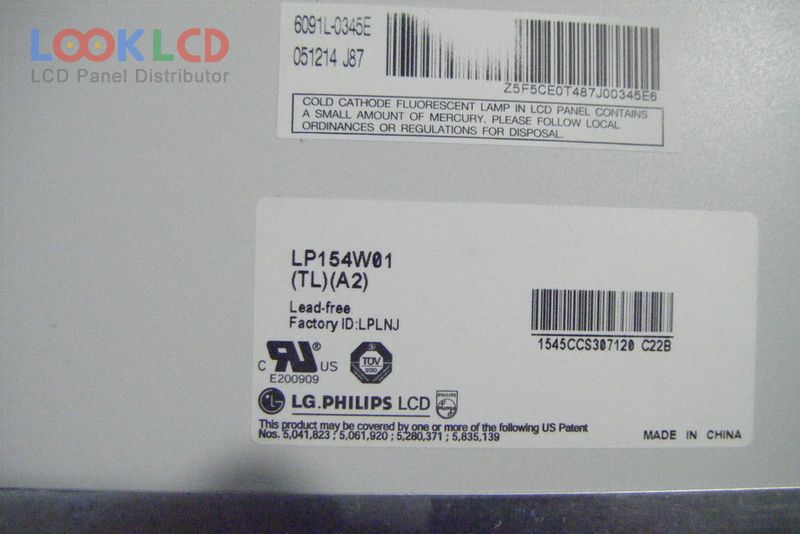 LOOKLCD
LCD Panel Distributor
6091L-0345E
051214 J87
Z5F5CE0T487J00345E6
COLD CATHODE FLUORESCENT LAMP IN LCD PANEL CONTAINS
A SMALL AMOUNT OF MERCURY. PLEASE FOLLOW LOCAL
ORDINANCES OR REGULATIONS FOR DISPOSAL.
LP154W01
(TL)(A2)
Lead-free
Factory ID:LPLNJ
1545CCS307120 C22B
C RU ® US
E200909
TÜV
SÜD
LG LG.PHILIPS LCD PHILIPS
This product may be covered by one or more of the following US Patent
Nos. 5,041,823 ; 5,061,920 ; 5,280,371 ; 5,835,139
MADE IN CHINA